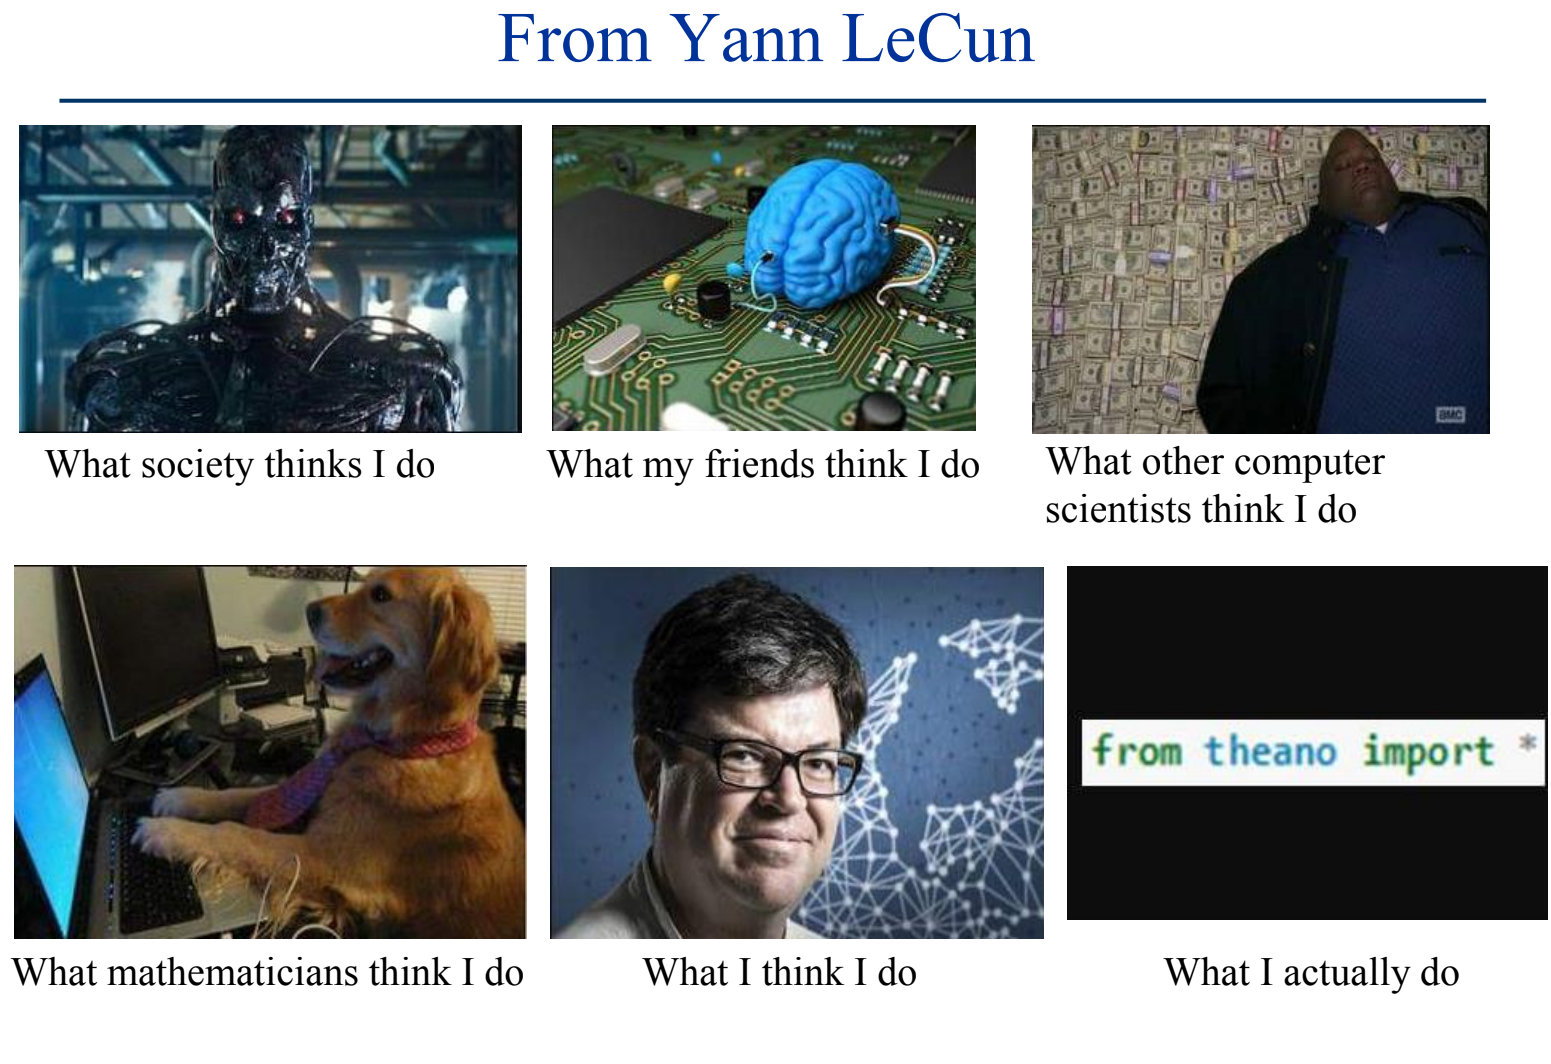 From Yann LeCun
amc
What society thinks I do
What my friends think I do
What other computer
scientists think I do
from theano import *
What mathematicians think I do
What I think I do
What I actually do